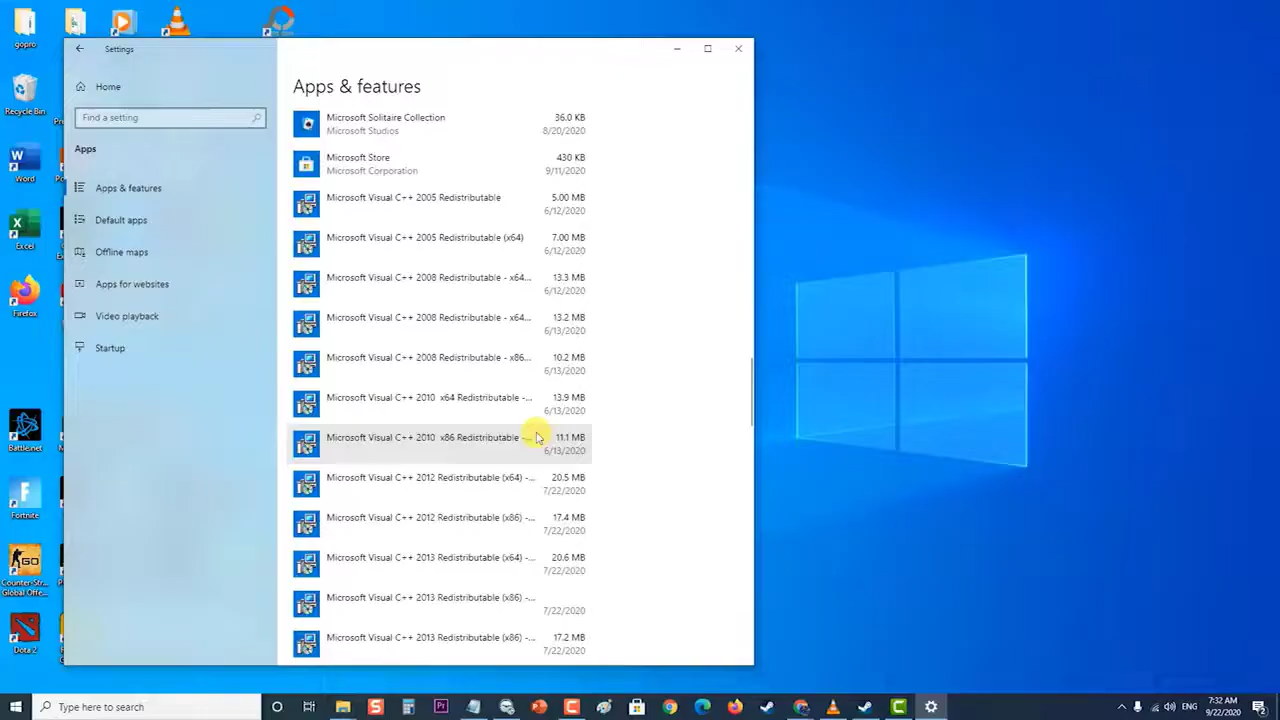 gopro
Recycle Bin
Word
Excel
Firefox
Battle.net
Fortnite
Counter-Str...
Global Offe...
Dota 2
Settings
Home
Find a setting
Apps
Apps & features
Default apps
Offline maps
Apps for websites
Video playback
Startup
Apps & features
Microsoft Solitaire Collection 36.0 KB
Microsoft Studios 8/20/2020
Microsoft Store 430 KB
Microsoft Corporation 9/11/2020
Microsoft Visual C++ 2005 Redistributable 5.00 MB
6/12/2020
Microsoft Visual C++ 2005 Redistributable (x64) 7.00 MB
6/12/2020
Microsoft Visual C++ 2008 Redistributable - x64... 13.3 MB
6/12/2020
Microsoft Visual C++ 2008 Redistributable - x64... 13.2 MB
6/13/2020
Microsoft Visual C++ 2008 Redistributable - x86... 10.2 MB
6/13/2020
Microsoft Visual C++ 2010 x64 Redistributable -... 13.9 MB
6/13/2020
Microsoft Visual C++ 2010 x86 Redistributable -... 11.1 MB
6/13/2020
Microsoft Visual C++ 2012 Redistributable (x64) -... 20.5 MB
7/22/2020
Microsoft Visual C++ 2012 Redistributable (x86) -... 17.4 MB
7/22/2020
Microsoft Visual C++ 2013 Redistributable (x64) -... 20.6 MB
7/22/2020
Microsoft Visual C++ 2013 Redistributable (x86) -...
7/22/2020
Microsoft Visual C++ 2013 Redistributable (x86) -... 17.2 MB
7/22/2020
Type here to search
ENG
7:32 AM
9/22/2020